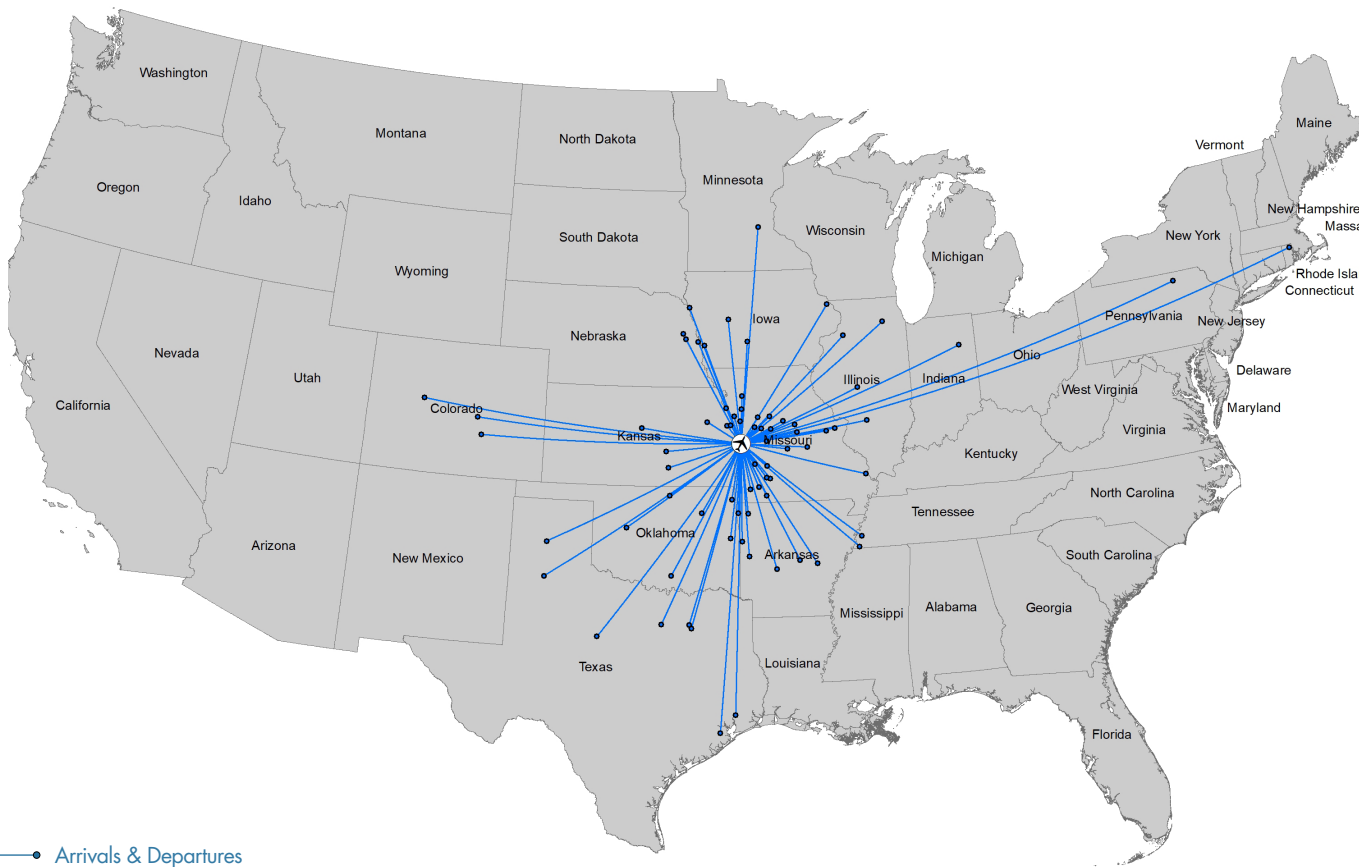 Washington
Maine
Montana
North Dakota
Vermont
Minnesota
Oregon
Idaho
New Hampshire
Massa
Wisconsin
New York
South Dakota
Michigan
Wyoming
Rhode Isla
Connecticut
Iowa
Pennsylvania
New Jersey
Nebraska
Nevada
Ohio
Delaware
Utah
Illinois
Indiana
West Virginia
California
Colorado
Maryland
Kansas
Missouri
Virginia
Kentucky
North Carolina
Tennessee
Oklahoma
Arizona
New Mexico
Arkansas
South Carolina
Mississippi
Alabama
Georgia
Texas
Louisiana
Florida
Arrivals & Departures